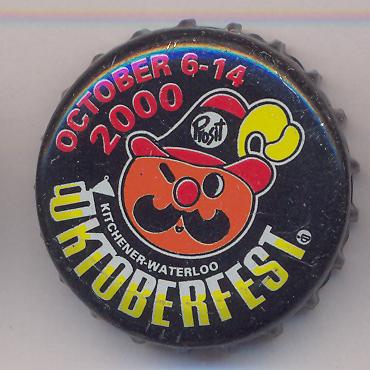 OCTOBER 6-14
2000
Prosit
KITCHENER-WATERLOO
OKTOBERFEST